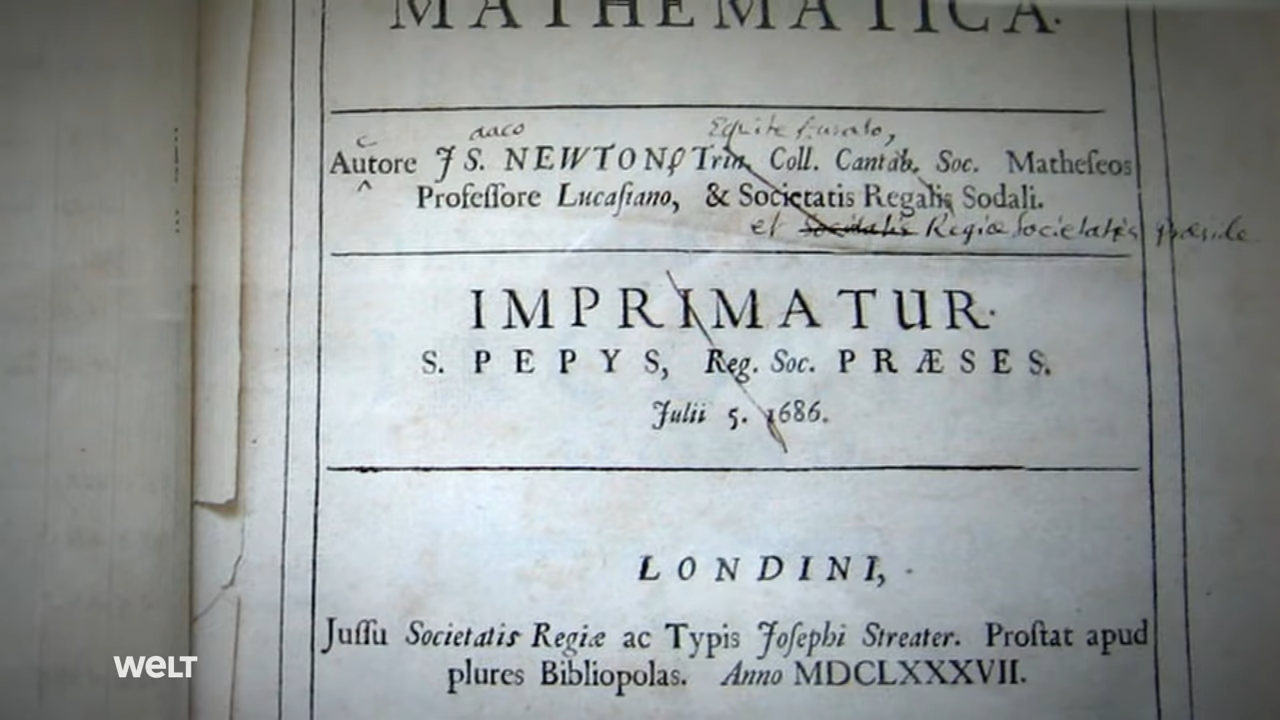 MATHEMATICA.
aaco Equite Aurato,
Autore J S. NEWTON, Trin. Coll. Cantab. Soc. Matheſeos
Profeſſore Lucaſiano, & Societatis Regalis Sodali.
et Societatis Regiæ Societatis præside
IMPRIMATUR.
S. PEPYS, Reg. Soc. PRÆSES.
Julii 5. 1686.
LONDINI,
Juſſu Societatis Regiæ ac Typis Joſephi Streater. Proſtat apud
plures Bibliopolas. Anno MDCLXXXVII.
welt